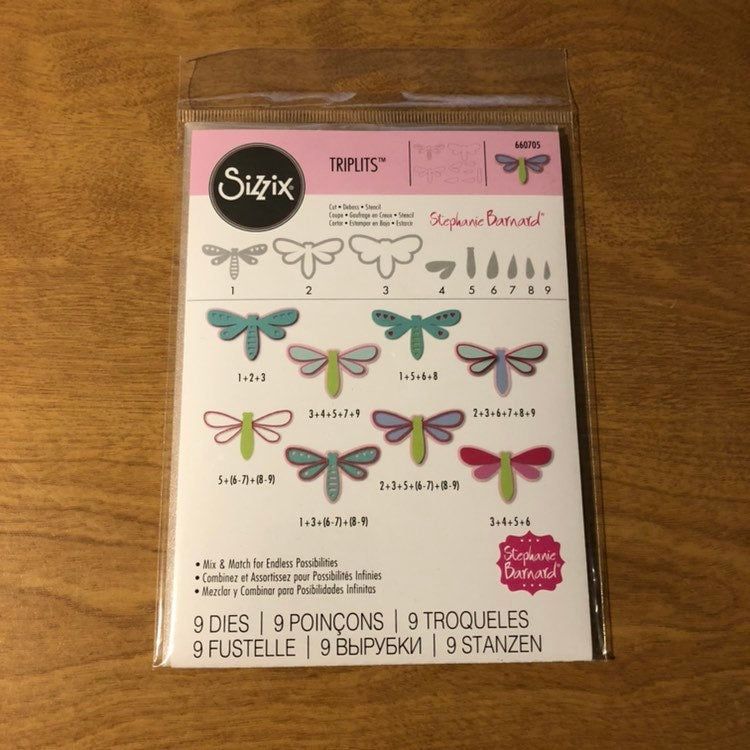 660705
Sizzix
TRIPLITS™
Cut • Deboss • Stencil
Coupe • Gaufrage en Creux • Stencil
Cortar • Estampar en Bajo • Estarcir
Stephanie Barnard®
1 2 3 4 5 6 7 8 9
1+2+3
1+5+6+8
3+4+5+7+9
2+3+6+7+8+9
5+(6-7)+(8-9)
2+3+5+(6-7)+(8-9)
1+3+(6-7)+(8-9)
3+4+5+6
Stephanie
Barnard®
• Mix & Match for Endless Possibilities
• Combinez et Assortissez pour Possibilités Infinies
• Mezclar y Combinar para Posibilidades Infinitas
9 DIES | 9 POINÇONS | 9 TROQUELES
9 FUSTELLE | 9 ВЫРУБКИ | 9 STANZEN